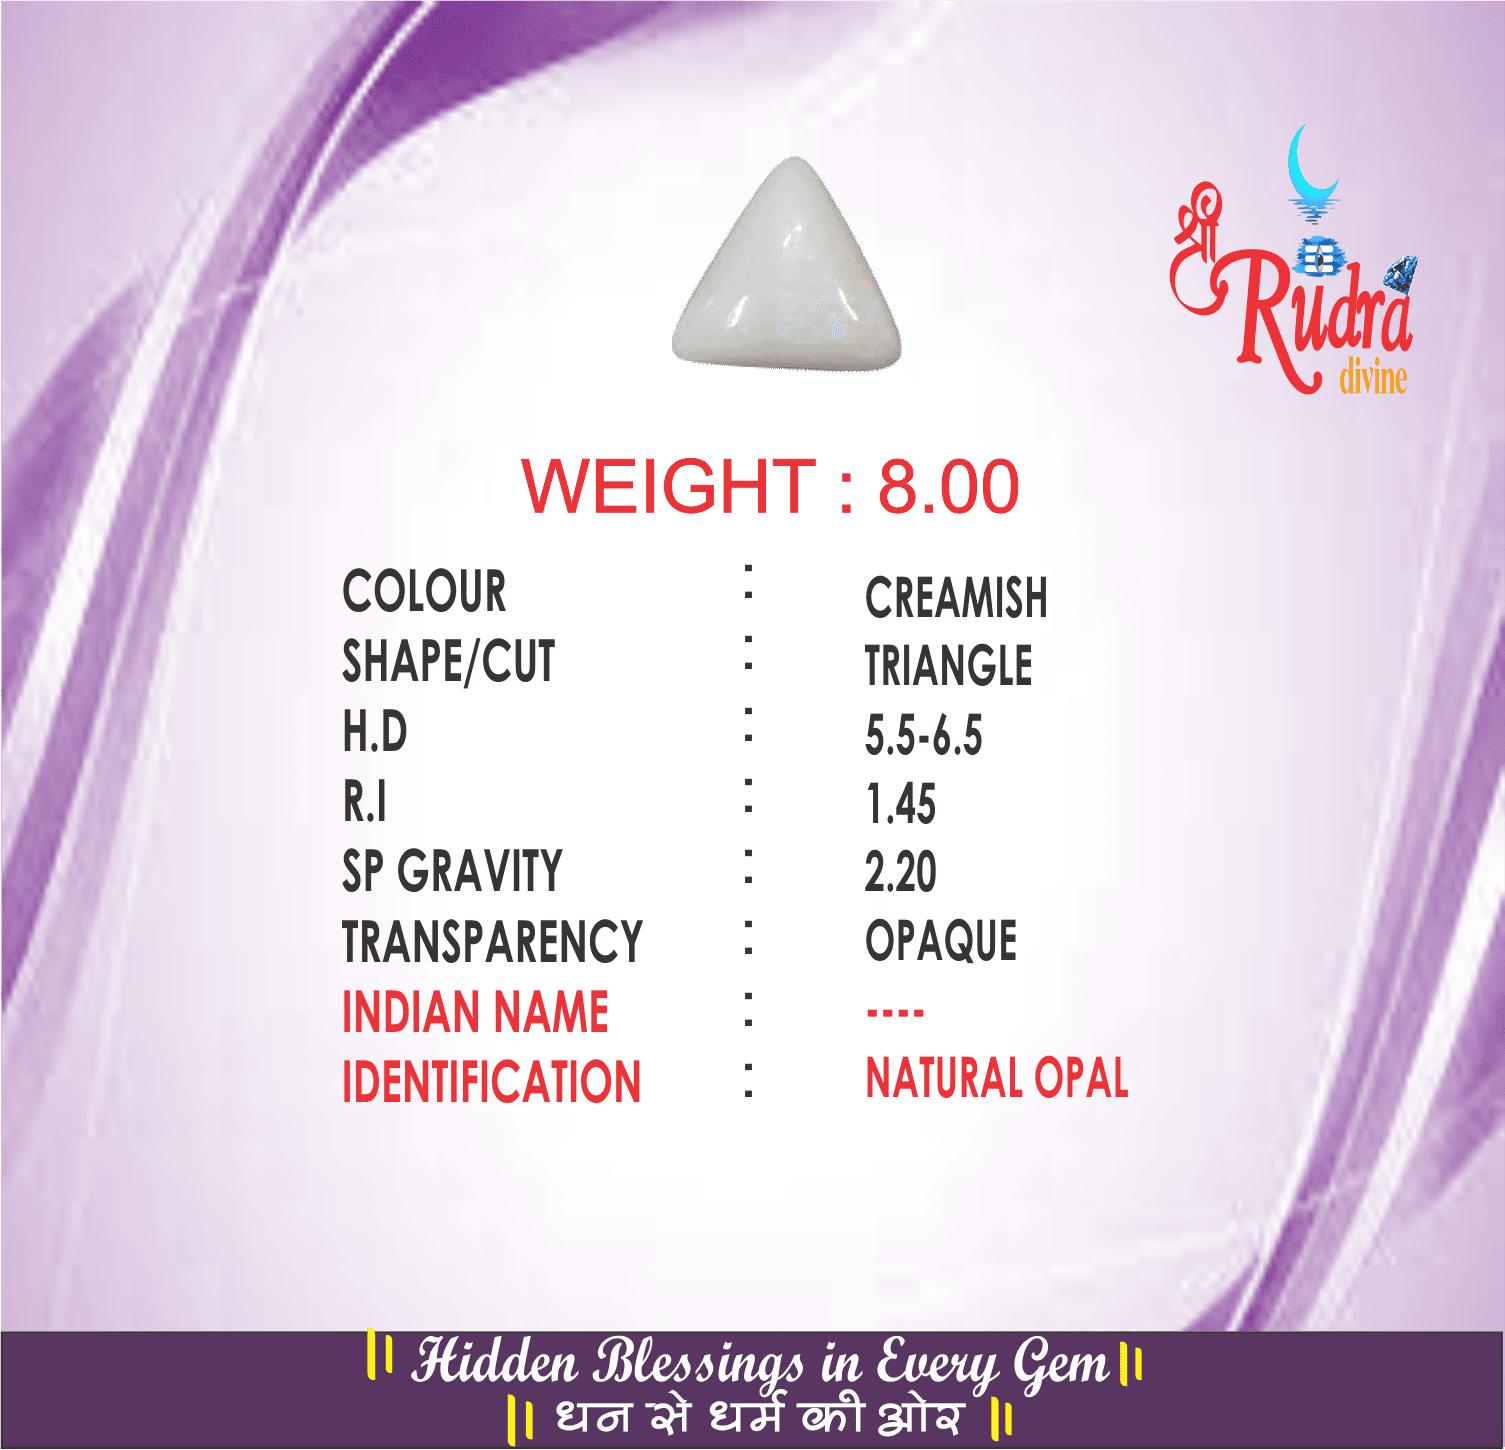 श्री
Rudra
divine
WEIGHT : 8.00
COLOUR : CREAMISH
SHAPE/CUT : TRIANGLE
H.D : 5.5-6.5
R.I : 1.45
SP GRAVITY : 2.20
TRANSPARENCY : OPAQUE
INDIAN NAME : ----
IDENTIFICATION : NATURAL OPAL
|| Hidden Blessings in Every Gem ||
|| धन से धर्म की ओर ||